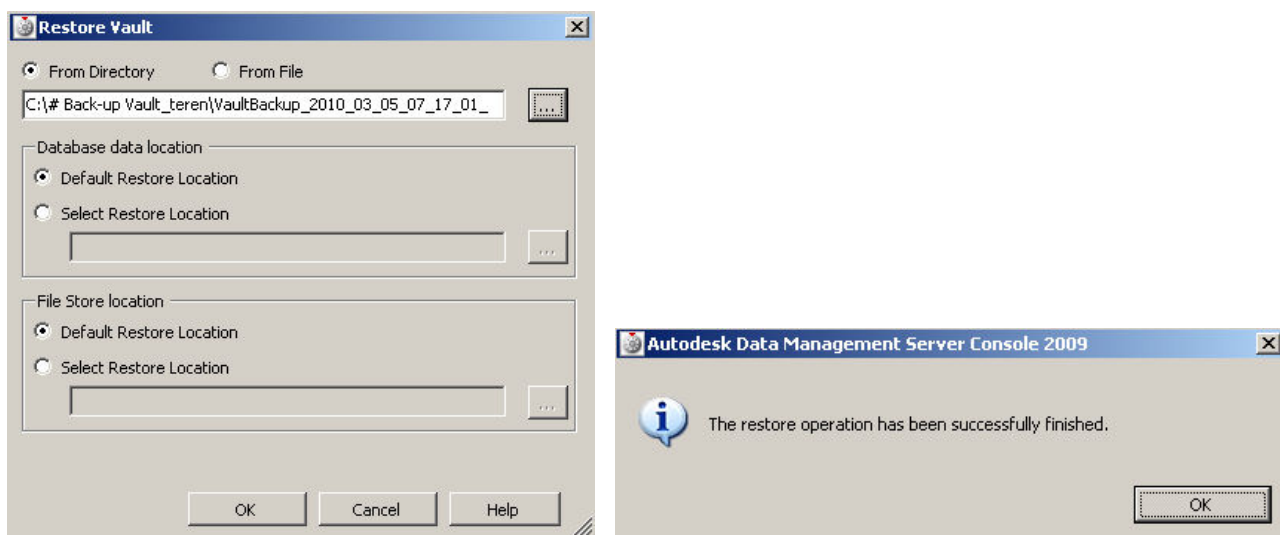 Restore Vault
From Directory From File
C:\# Back-up Vault_teren\VaultBackup_2010_03_05_07_17_01_ ...
Database data location
Default Restore Location
Select Restore Location
...
File Store location
Default Restore Location
Select Restore Location
...
OK Cancel Help
Autodesk Data Management Server Console 2009
The restore operation has been successfully finished.
OK